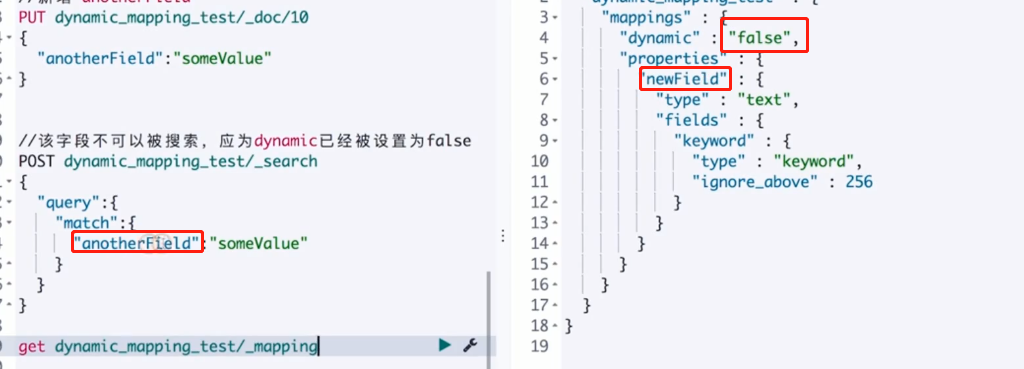 //新增 anotherField
PUT dynamic_mapping_test/_doc/10
{
"anotherField":"someValue"
}
//该字段不可以被搜索，应为dynamic已经被设置为false
POST dynamic_mapping_test/_search
{
"query":{
"match":{
"anotherField":"someValue"
}
}
}
get dynamic_mapping_test/_mapping
"dynamic_mapping_test" : {
3 "mappings" : {
4 "dynamic" : "false",
5 "properties" : {
6 "newField" : {
7 "type" : "text",
8 "fields" : {
9 "keyword" : {
10 "type" : "keyword",
11 "ignore_above" : 256
12 }
13 }
14 }
15 }
16 }
17 }
18 }
19